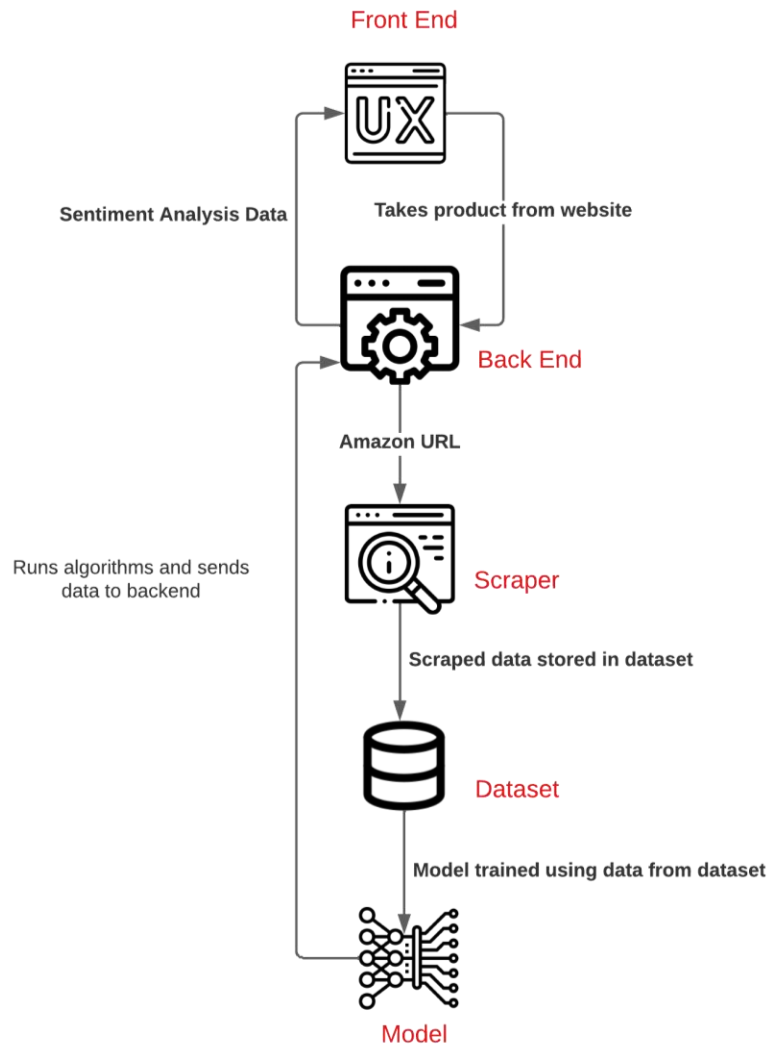 Front End
UX
Sentiment Analysis Data
Takes product from website
Back End
Amazon URL
Runs algorithms and sends
data to backend
Scraper
Scraped data stored in dataset
Dataset
Model trained using data from dataset
Model